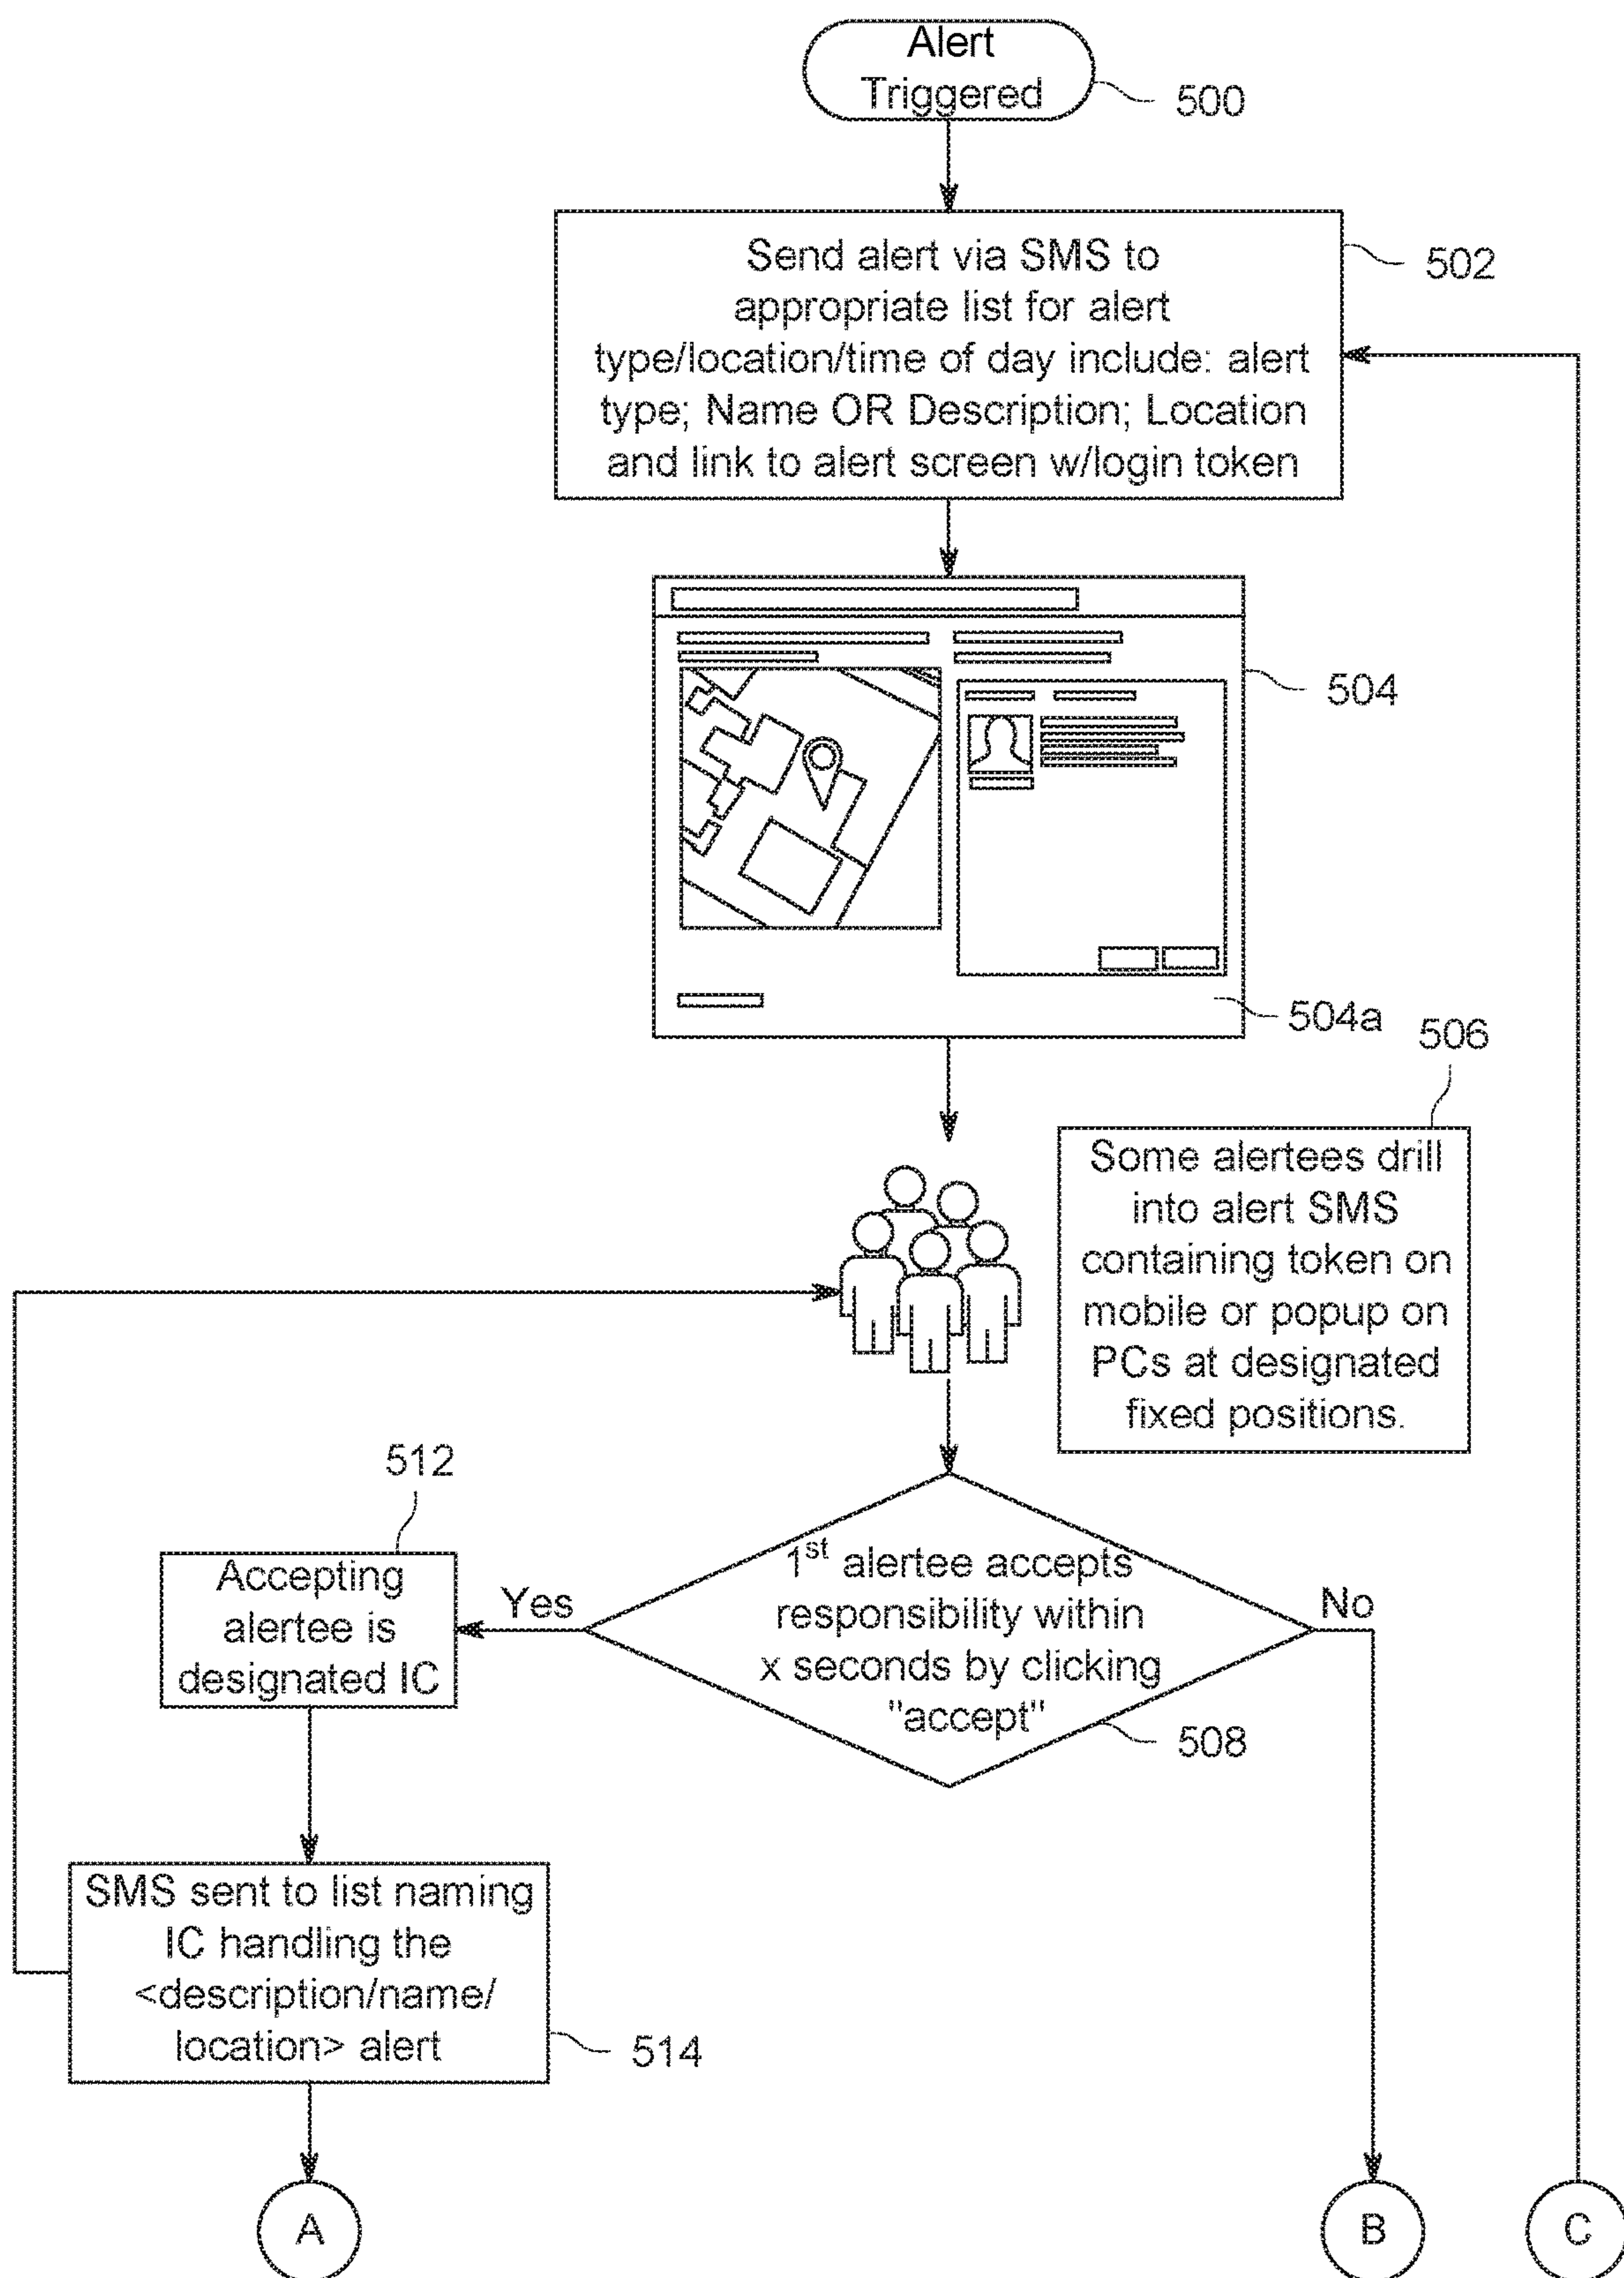 Alert
Triggered
500
Send alert via SMS to
appropriate list for alert
type/location/time of day include: alert
type; Name OR Description; Location
and link to alert screen w/login token
502
504
504a
506
Some alertees drill
into alert SMS
containing token on
mobile or popup on
PCs at designated
fixed positions.
512
Accepting
alertee is
designated IC
Yes
1st alertee accepts
responsibility within
x seconds by clicking
"accept"
No
508
SMS sent to list naming
IC handling the
<description/name/
location> alert
514
A
B
C